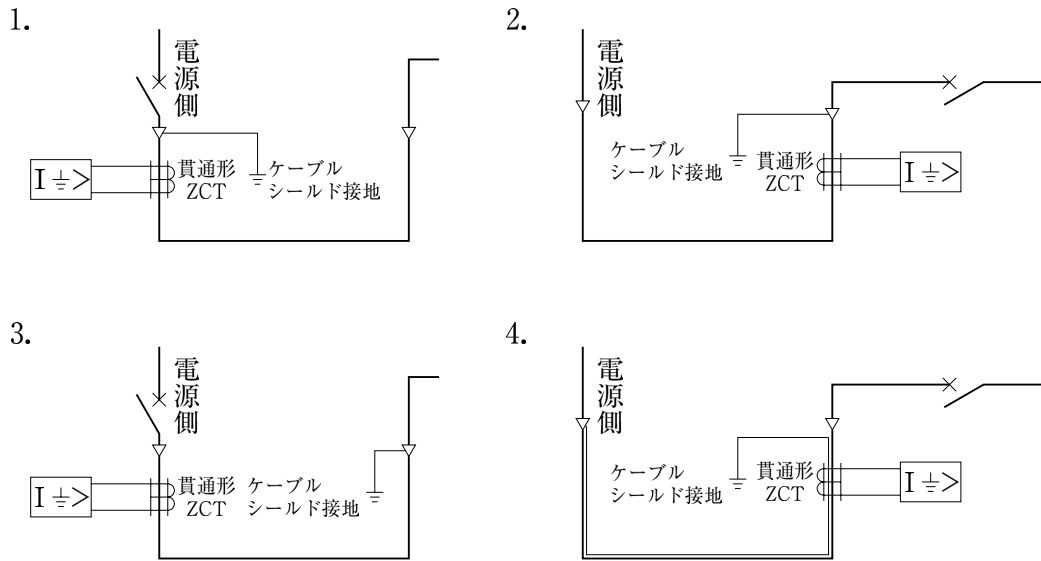 1.
電源側
I ⏚ >
貫通形
ZCT
ケーブル
シールド接地
2.
電源側
ケーブル
シールド接地
貫通形
ZCT
I ⏚ >
3.
電源側
I ⏚ >
貫通形
ZCT
ケーブル
シールド接地
4.
電源側
ケーブル
シールド接地
貫通形
ZCT
I ⏚ >